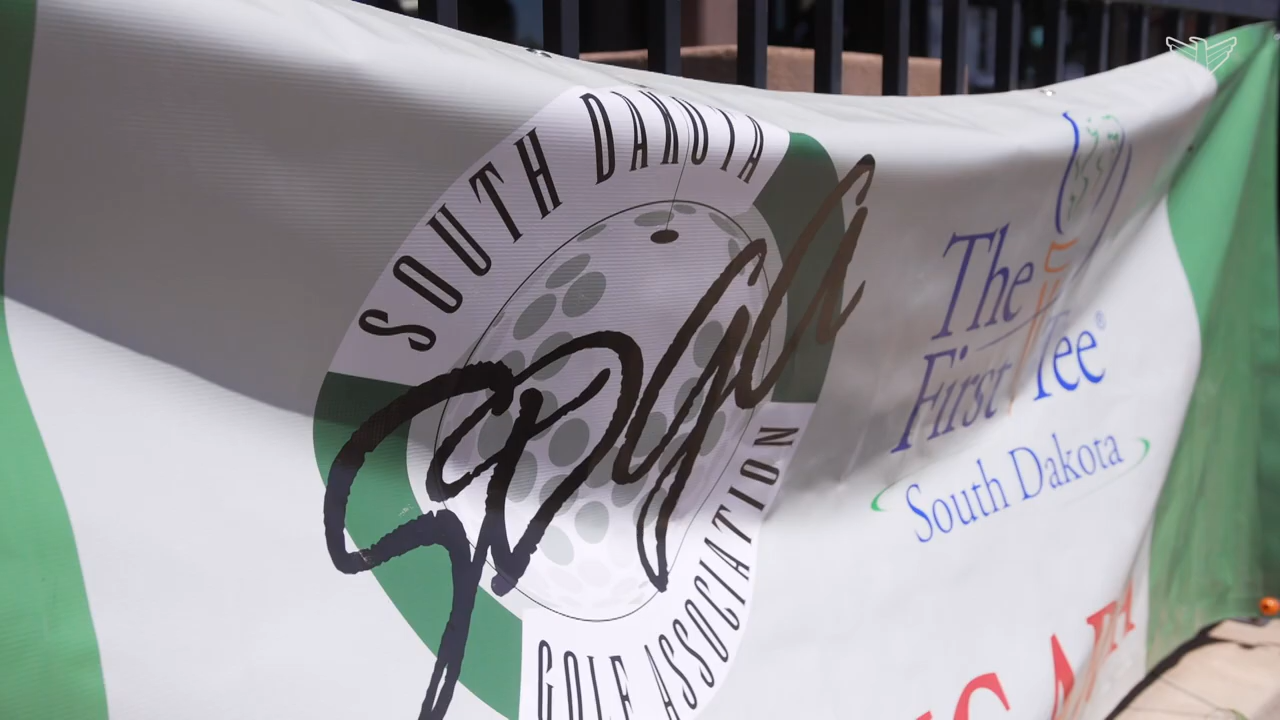 SOUTH DAKOTA
SDGA
GOLF ASSOCIATION
The
First Tee®
South Dakota